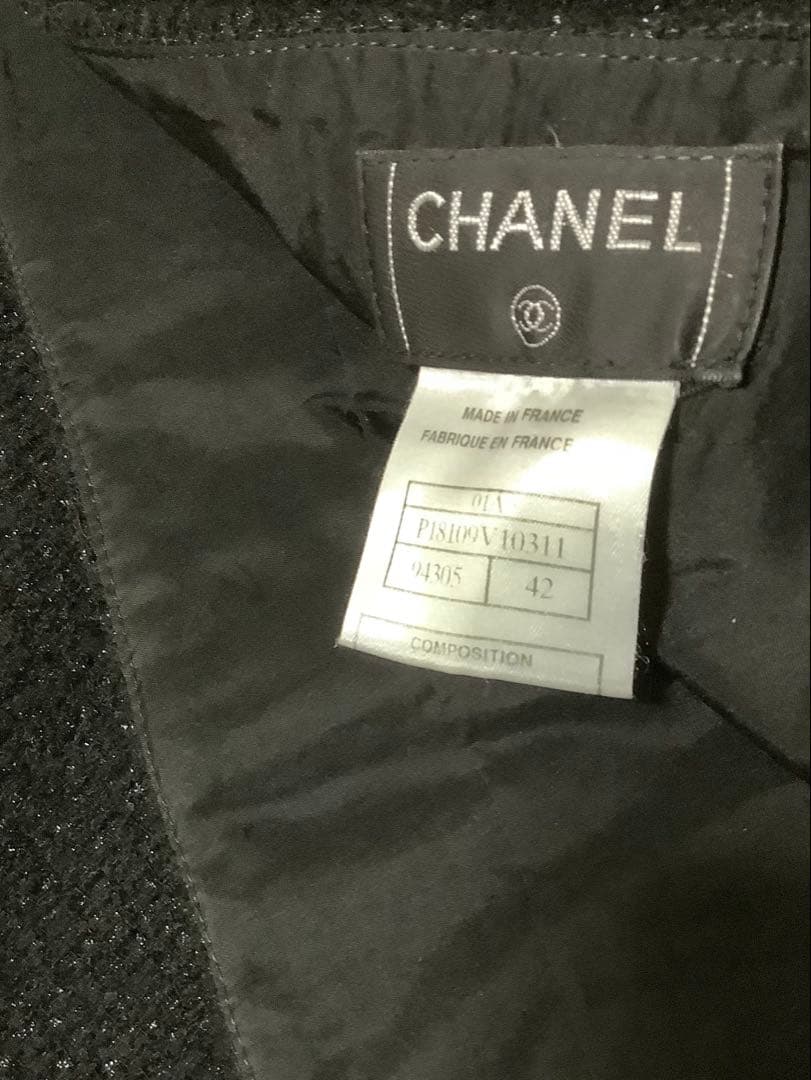 CHANEL
MADE IN FRANCE
FABRIQUE EN FRANCE
01A
P18109V10311
94305 42
COMPOSITION